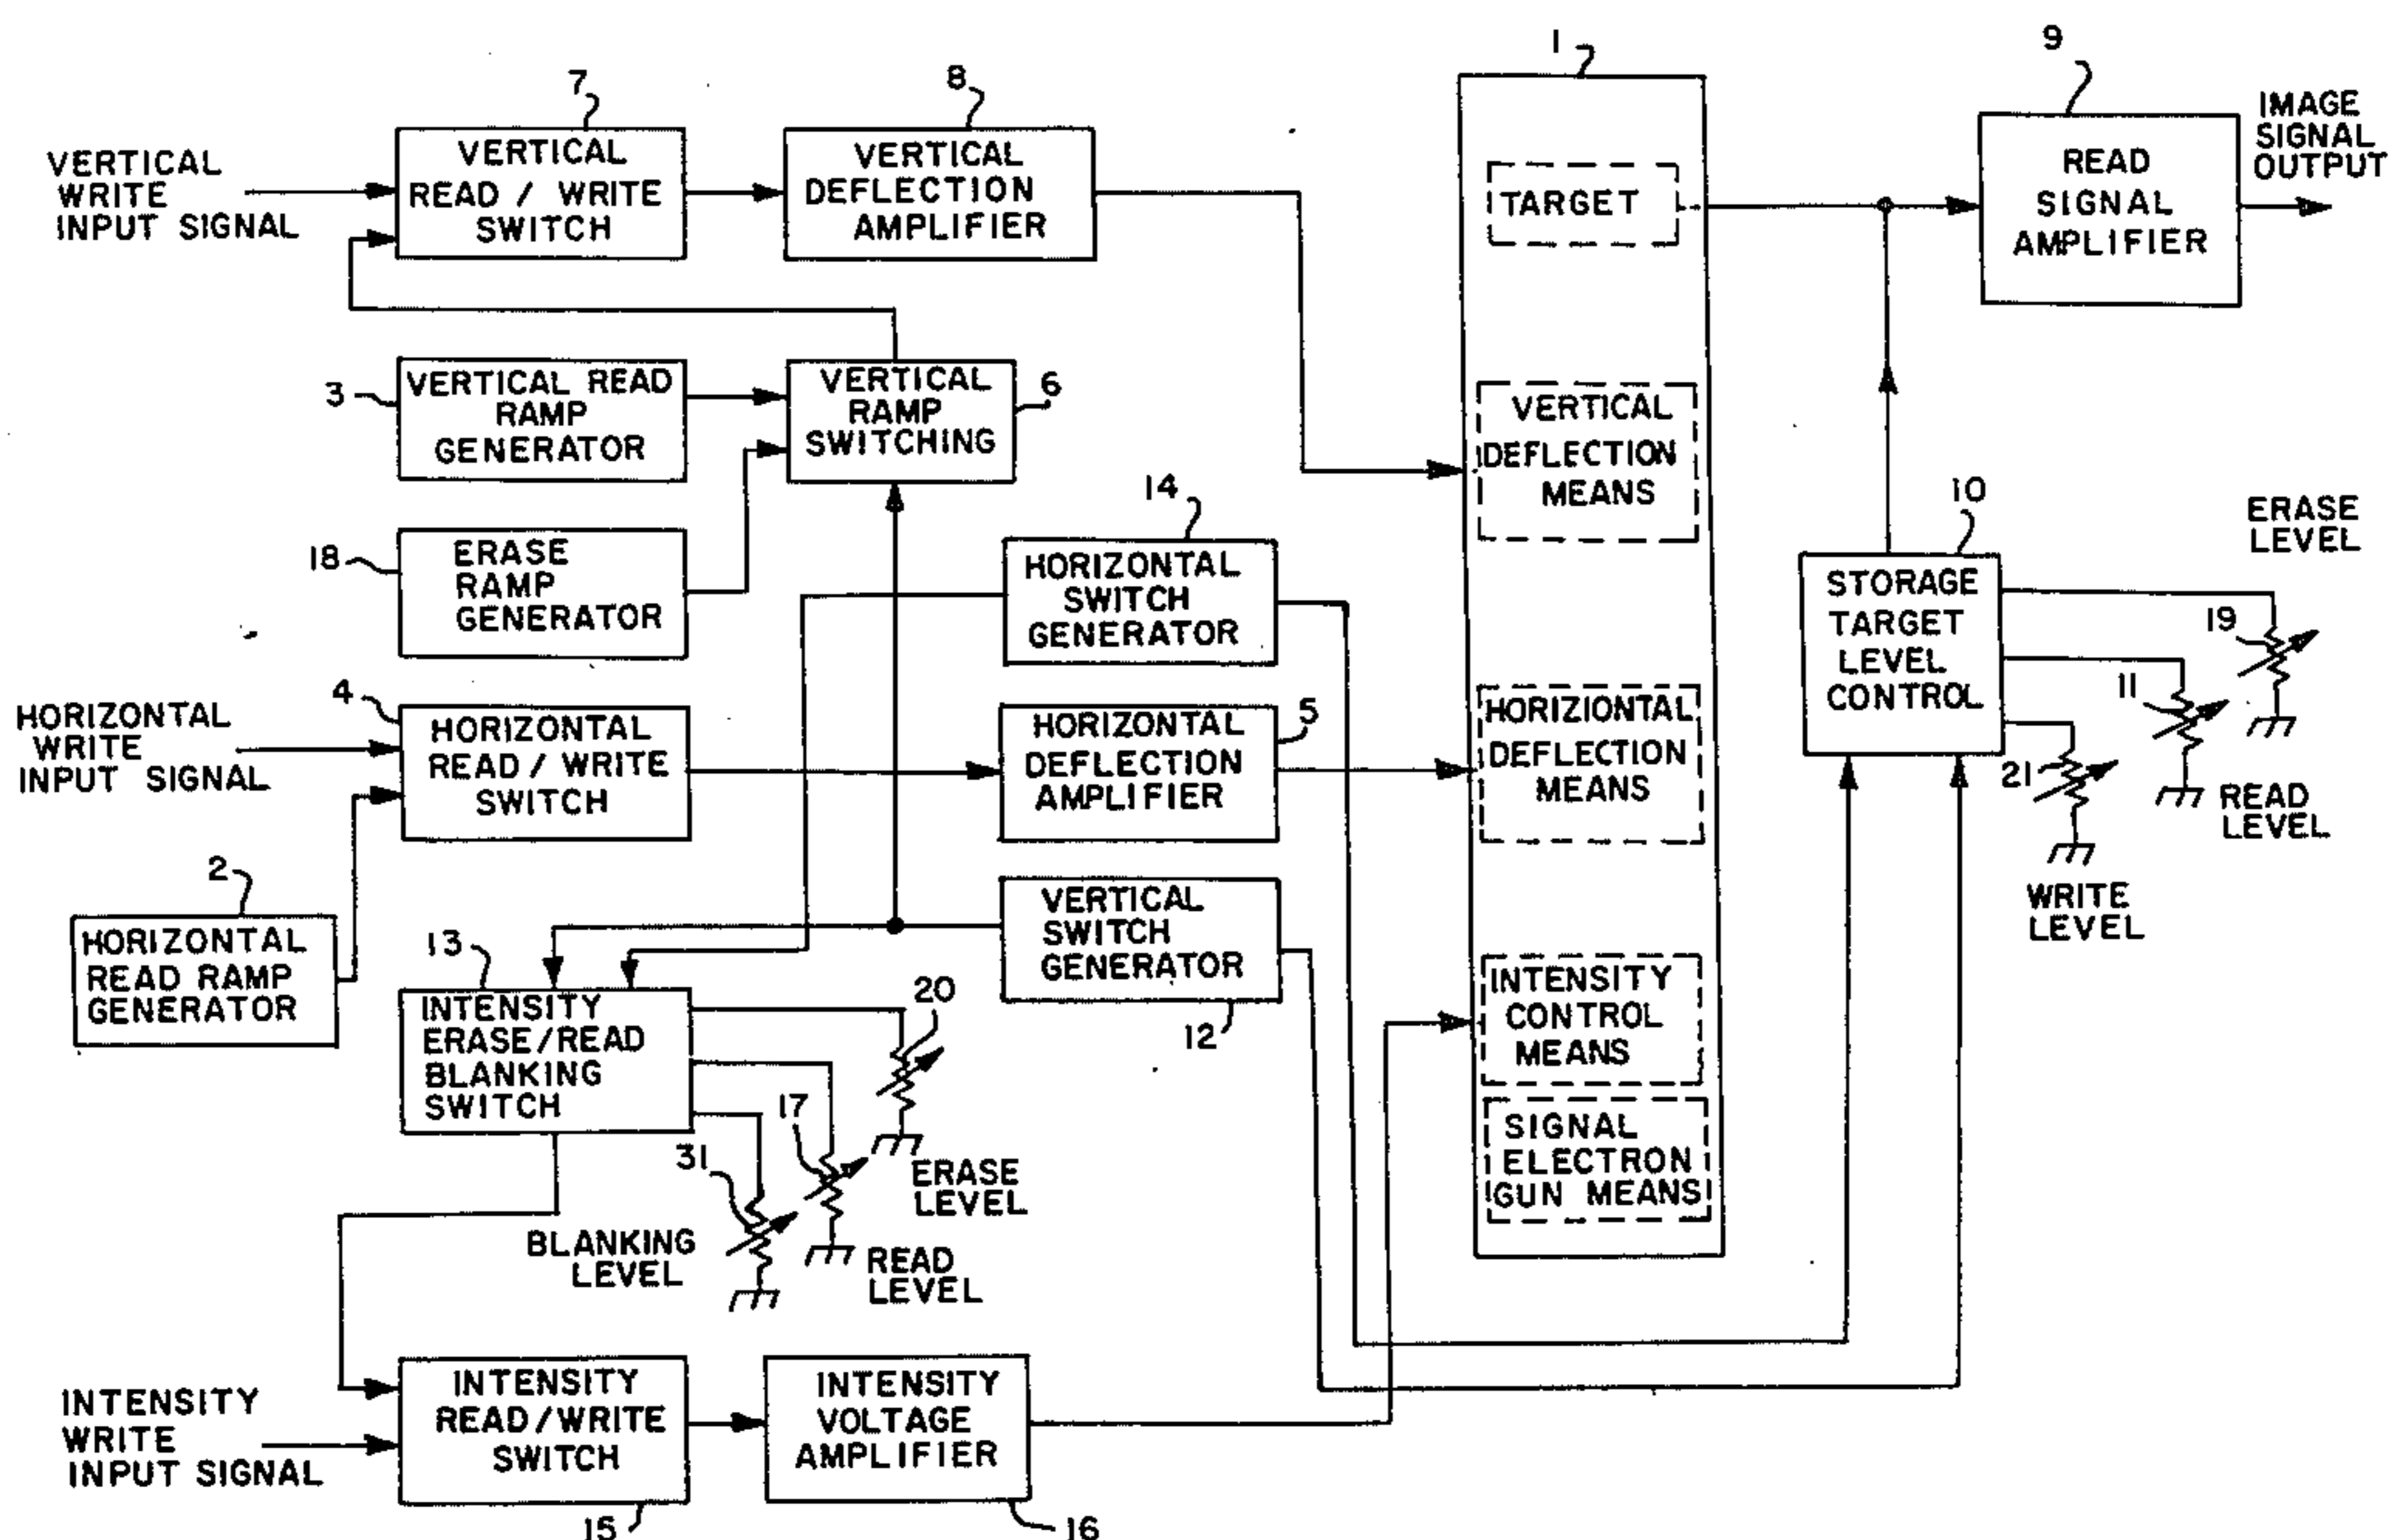 1
9
7
8
IMAGE
SIGNAL
OUTPUT
VERTICAL
WRITE
INPUT SIGNAL
VERTICAL
READ / WRITE
SWITCH
VERTICAL
DEFLECTION
AMPLIFIER
TARGET
READ
SIGNAL
AMPLIFIER
3
VERTICAL READ
RAMP
GENERATOR
VERTICAL
RAMP
SWITCHING
6
VERTICAL
DEFLECTION
MEANS
14
10
ERASE
LEVEL
18
ERASE
RAMP
GENERATOR
HORIZONTAL
SWITCH
GENERATOR
STORAGE
TARGET
LEVEL
CONTROL
19
11
21
READ
LEVEL
WRITE
LEVEL
4
HORIZONTAL
WRITE
INPUT SIGNAL
HORIZONTAL
READ / WRITE
SWITCH
HORIZONTAL
DEFLECTION
AMPLIFIER
5
HORIZIONTAL
DEFLECTION
MEANS
2
HORIZONTAL
READ RAMP
GENERATOR
13
VERTICAL
SWITCH
GENERATOR
12
INTENSITY
CONTROL
MEANS
INTENSITY
ERASE/READ
BLANKING
SWITCH
20
17
31
ERASE
LEVEL
BLANKING
LEVEL
READ
LEVEL
SIGNAL
ELECTRON
GUN MEANS
INTENSITY
WRITE
INPUT SIGNAL
INTENSITY
READ/WRITE
SWITCH
INTENSITY
VOLTAGE
AMPLIFIER
15
16